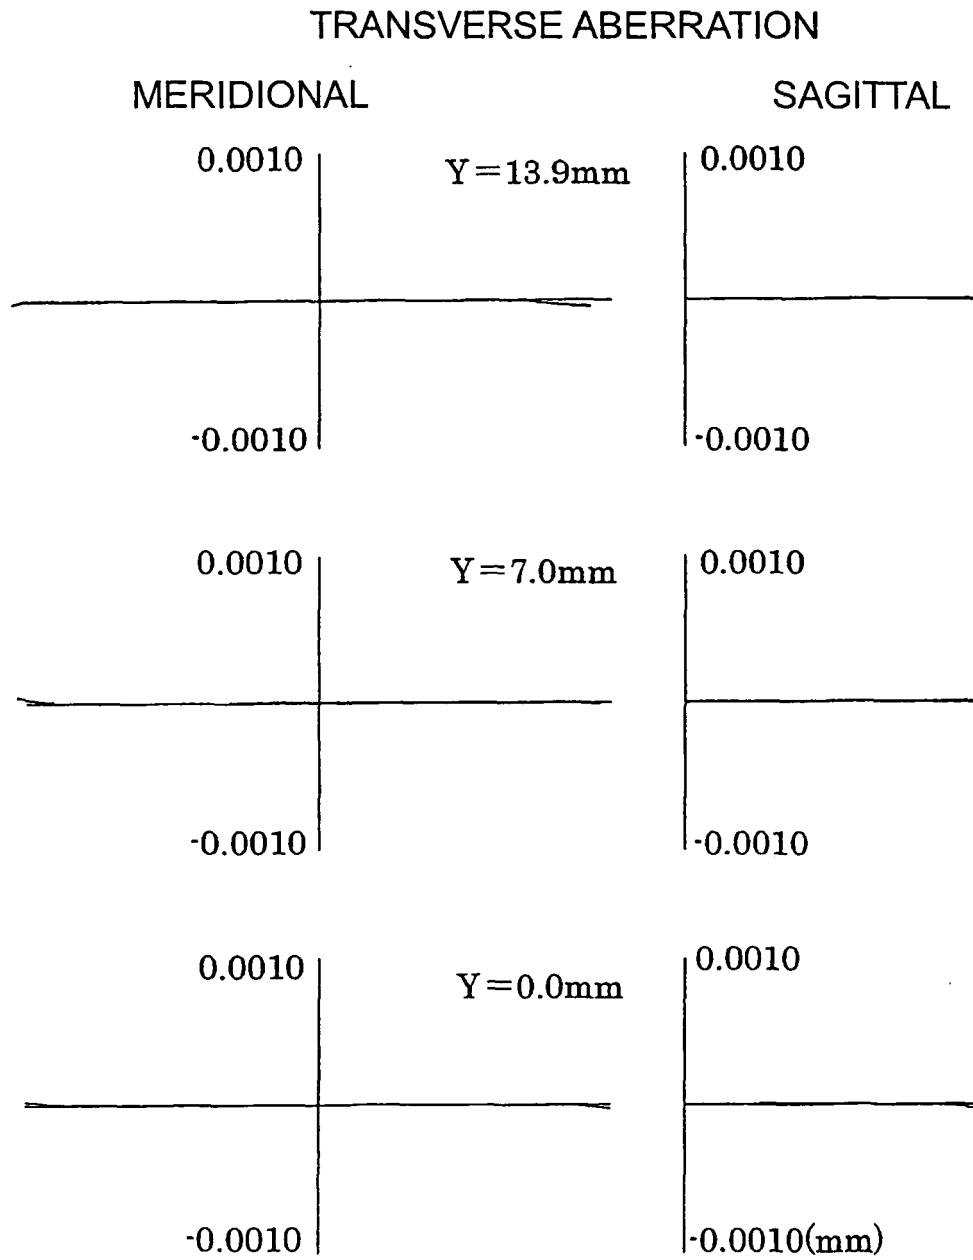 TRANSVERSE ABERRATION
MERIDIONAL SAGITTAL
0.0010 Y=13.9mm 0.0010
-0.0010 -0.0010
0.0010 Y=7.0mm 0.0010
-0.0010 -0.0010
0.0010 Y=0.0mm 0.0010
-0.0010 -0.0010(mm)